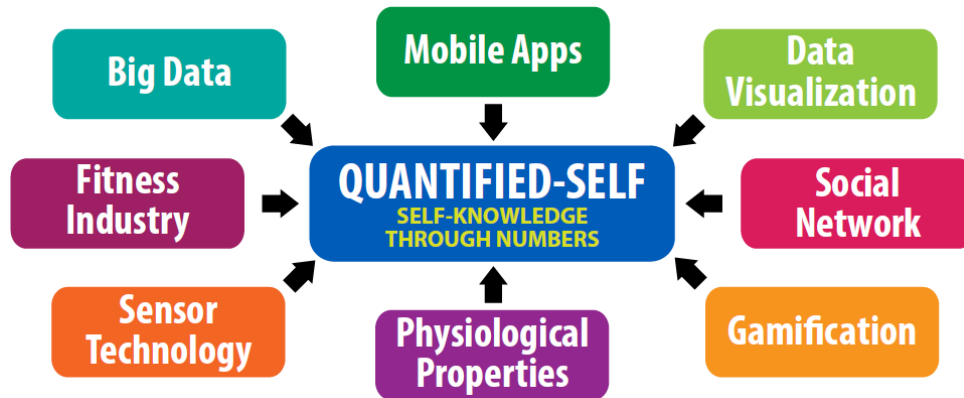 Big Data
Mobile Apps
Data
Visualization
Fitness
Industry
QUANTIFIED-SELF
SELF-KNOWLEDGE
THROUGH NUMBERS
Social
Network
Sensor
Technology
Physiological
Properties
Gamification